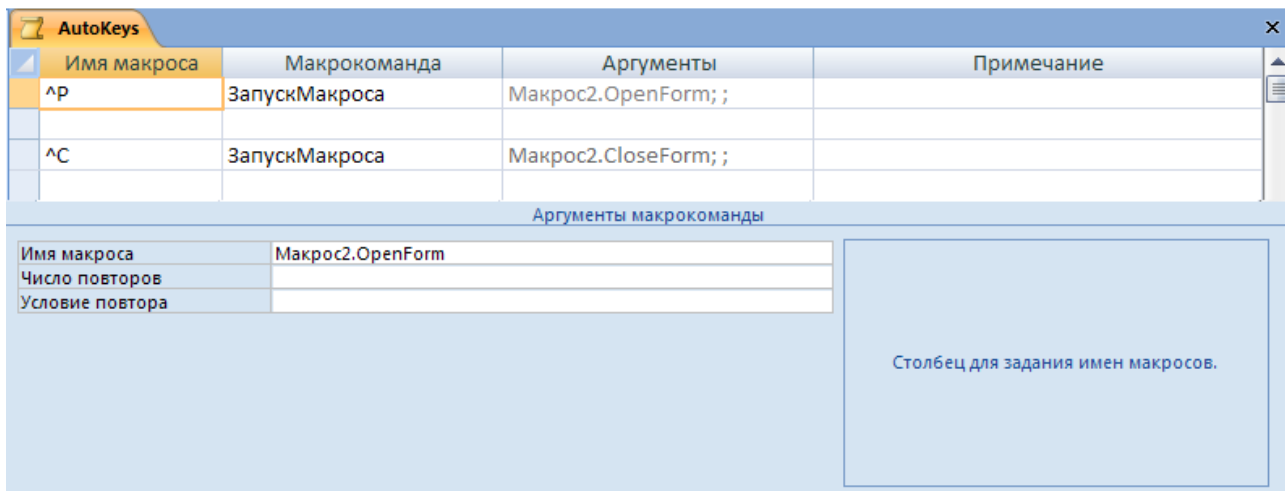 AutoKeys
Имя макроса Макрокоманда Аргументы Примечание
^P ЗапускМакроса Макрос2.OpenForm; ;
^C ЗапускМакроса Макрос2.CloseForm; ;
Аргументы макрокоманды
Имя макроса Макрос2.OpenForm
Число повторов
Условие повтора
Столбец для задания имен макросов.